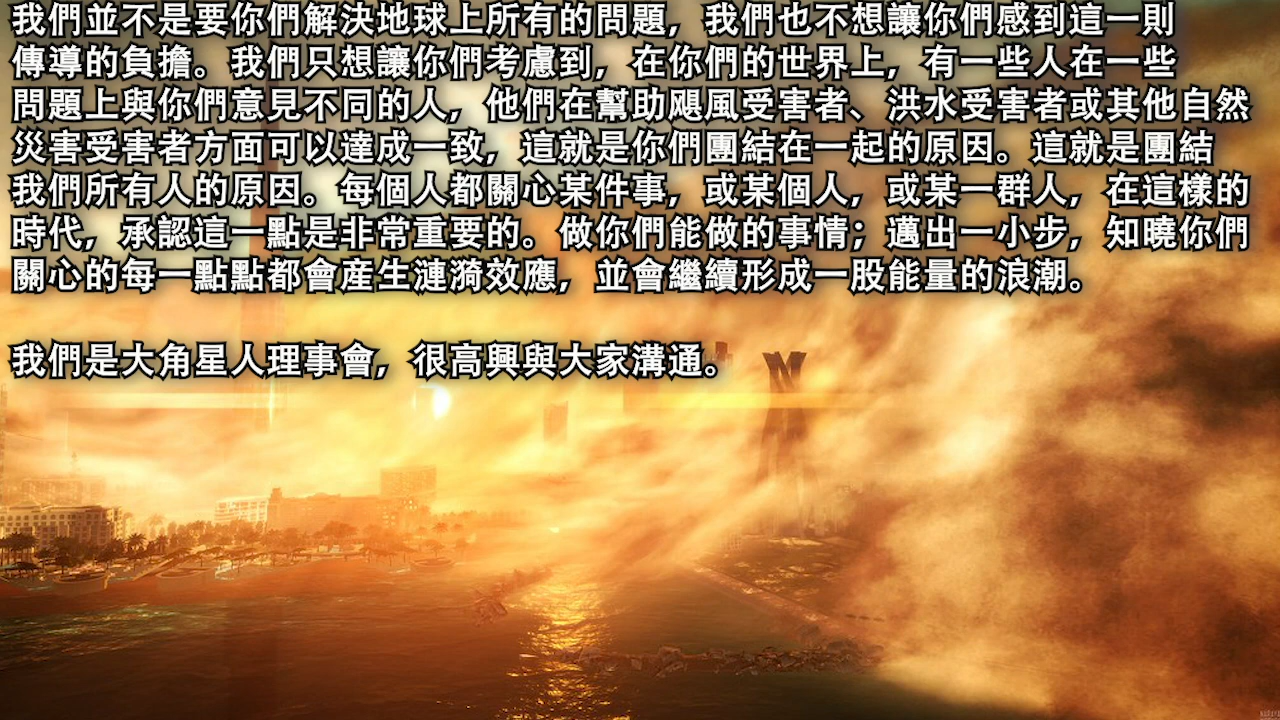 我們並不是要你們解決地球上所有的問題，我們也不想讓你們感到這一則
傳導的負擔。我們只想讓你們考慮到，在你們的世界上，有一些人在一些
問題上與你們意見不同的人，他們在幫助颶風受害者、洪水受害者或其他自然
災害受害者方面可以達成一致，這就是你們團結在一起的原因。這就是團結
我們所有人的原因。每個人都關心某件事，或某個人，或某一群人，在這樣的
時代，承認這一點是非常重要的。做你們能做的事情；邁出一小步，知曉你們
關心的每一點點都會産生漣漪效應，並會繼續形成一股能量的浪潮。
我們是大角星人理事會，很高興與大家溝通。